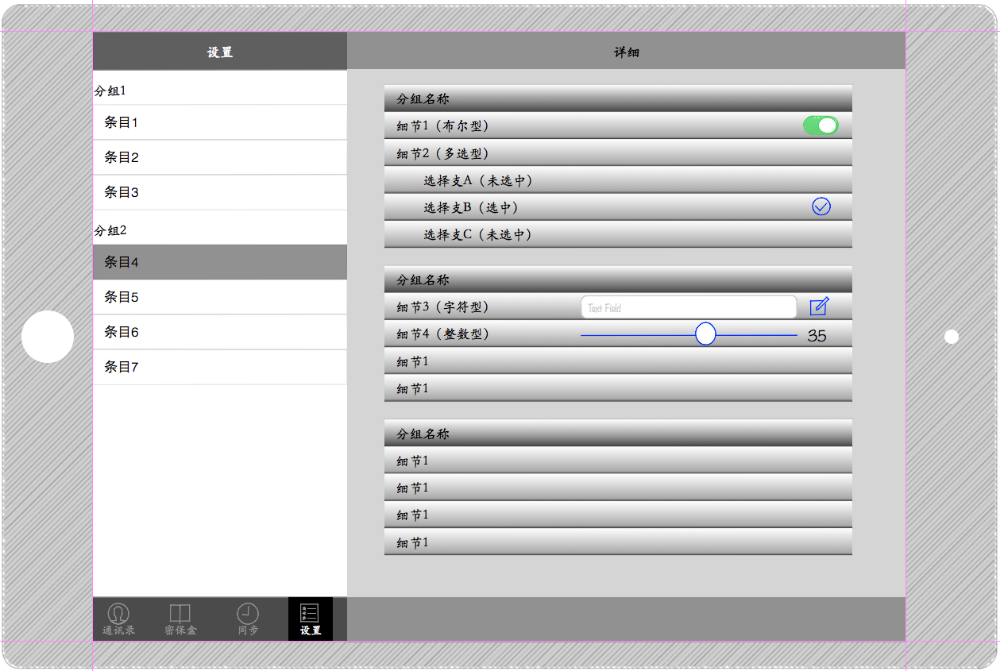 设置
详细
分组1
条目1
条目2
条目3
分组2
条目4
条目5
条目6
条目7
分组名称
细节1（布尔型）
细节2（多选型）
选择支A（未选中）
选择支B（选中）
选择支C（未选中）
分组名称
细节3（字符型） Text Field
细节4（整数型） 35
细节1
细节1
分组名称
细节1
细节1
细节1
细节1
通讯录 密保盒 同步 设置